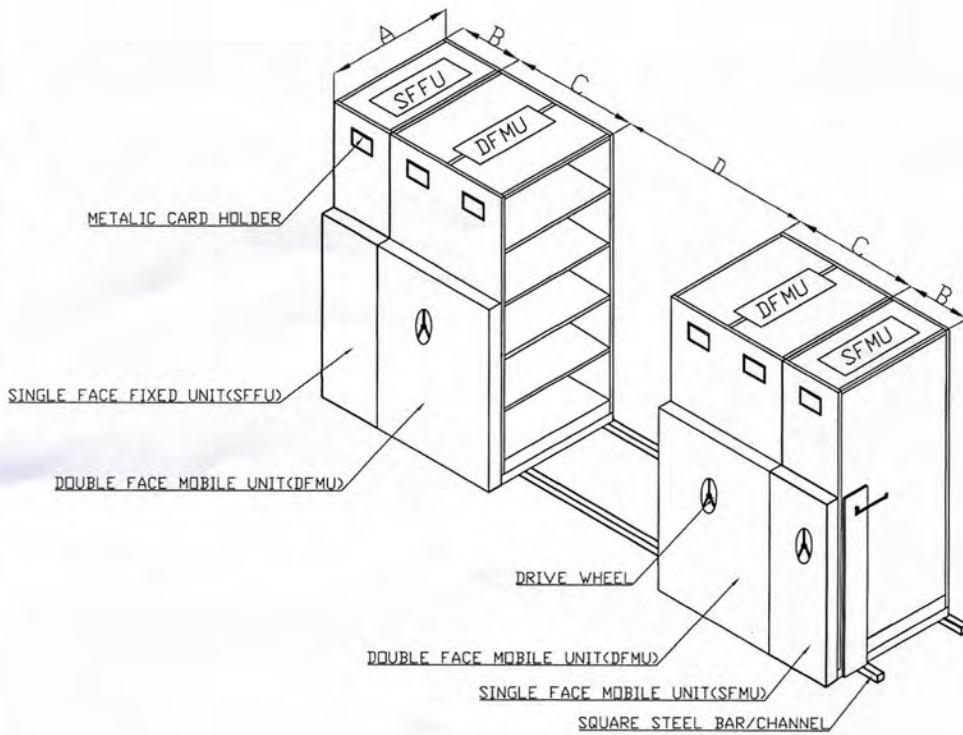 A
B
C
D
C
B
SFFU
DFMU
DFMU
SFMU
METALIC CARD HOLDER
SINGLE FACE FIXED UNIT(SFFU)
DOUBLE FACE MOBILE UNIT(DFMU)
DRIVE WHEEL
DOUBLE FACE MOBILE UNIT(DFMU)
SINGLE FACE MOBILE UNIT(SFMU)
SQUARE STEEL BAR/CHANNEL